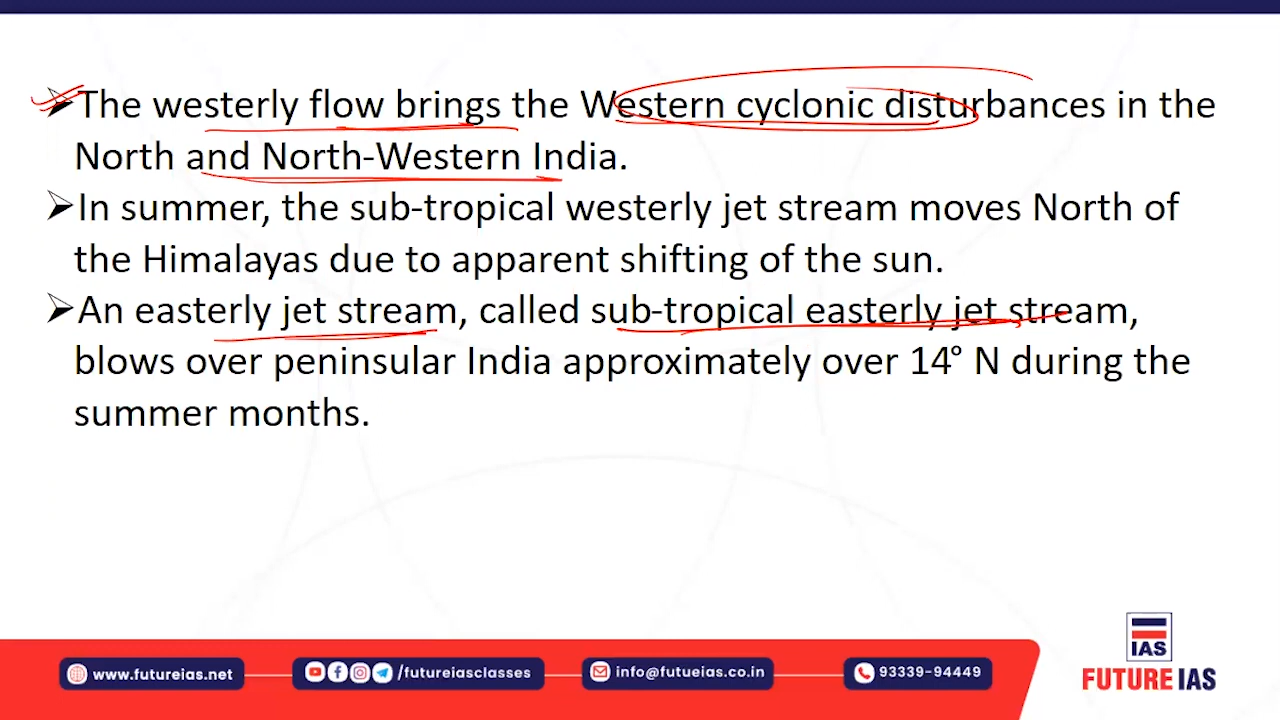 ➢The westerly flow brings the Western cyclonic disturbances in the
North and North-Western India.
➢In summer, the sub-tropical westerly jet stream moves North of
the Himalayas due to apparent shifting of the sun.
➢An easterly jet stream, called sub-tropical easterly jet stream,
blows over peninsular India approximately over 14° N during the
summer months.
IAS
FUTURE IAS
www.futureias.net
/futureiasclasses
info@futueias.co.in
93339-94449